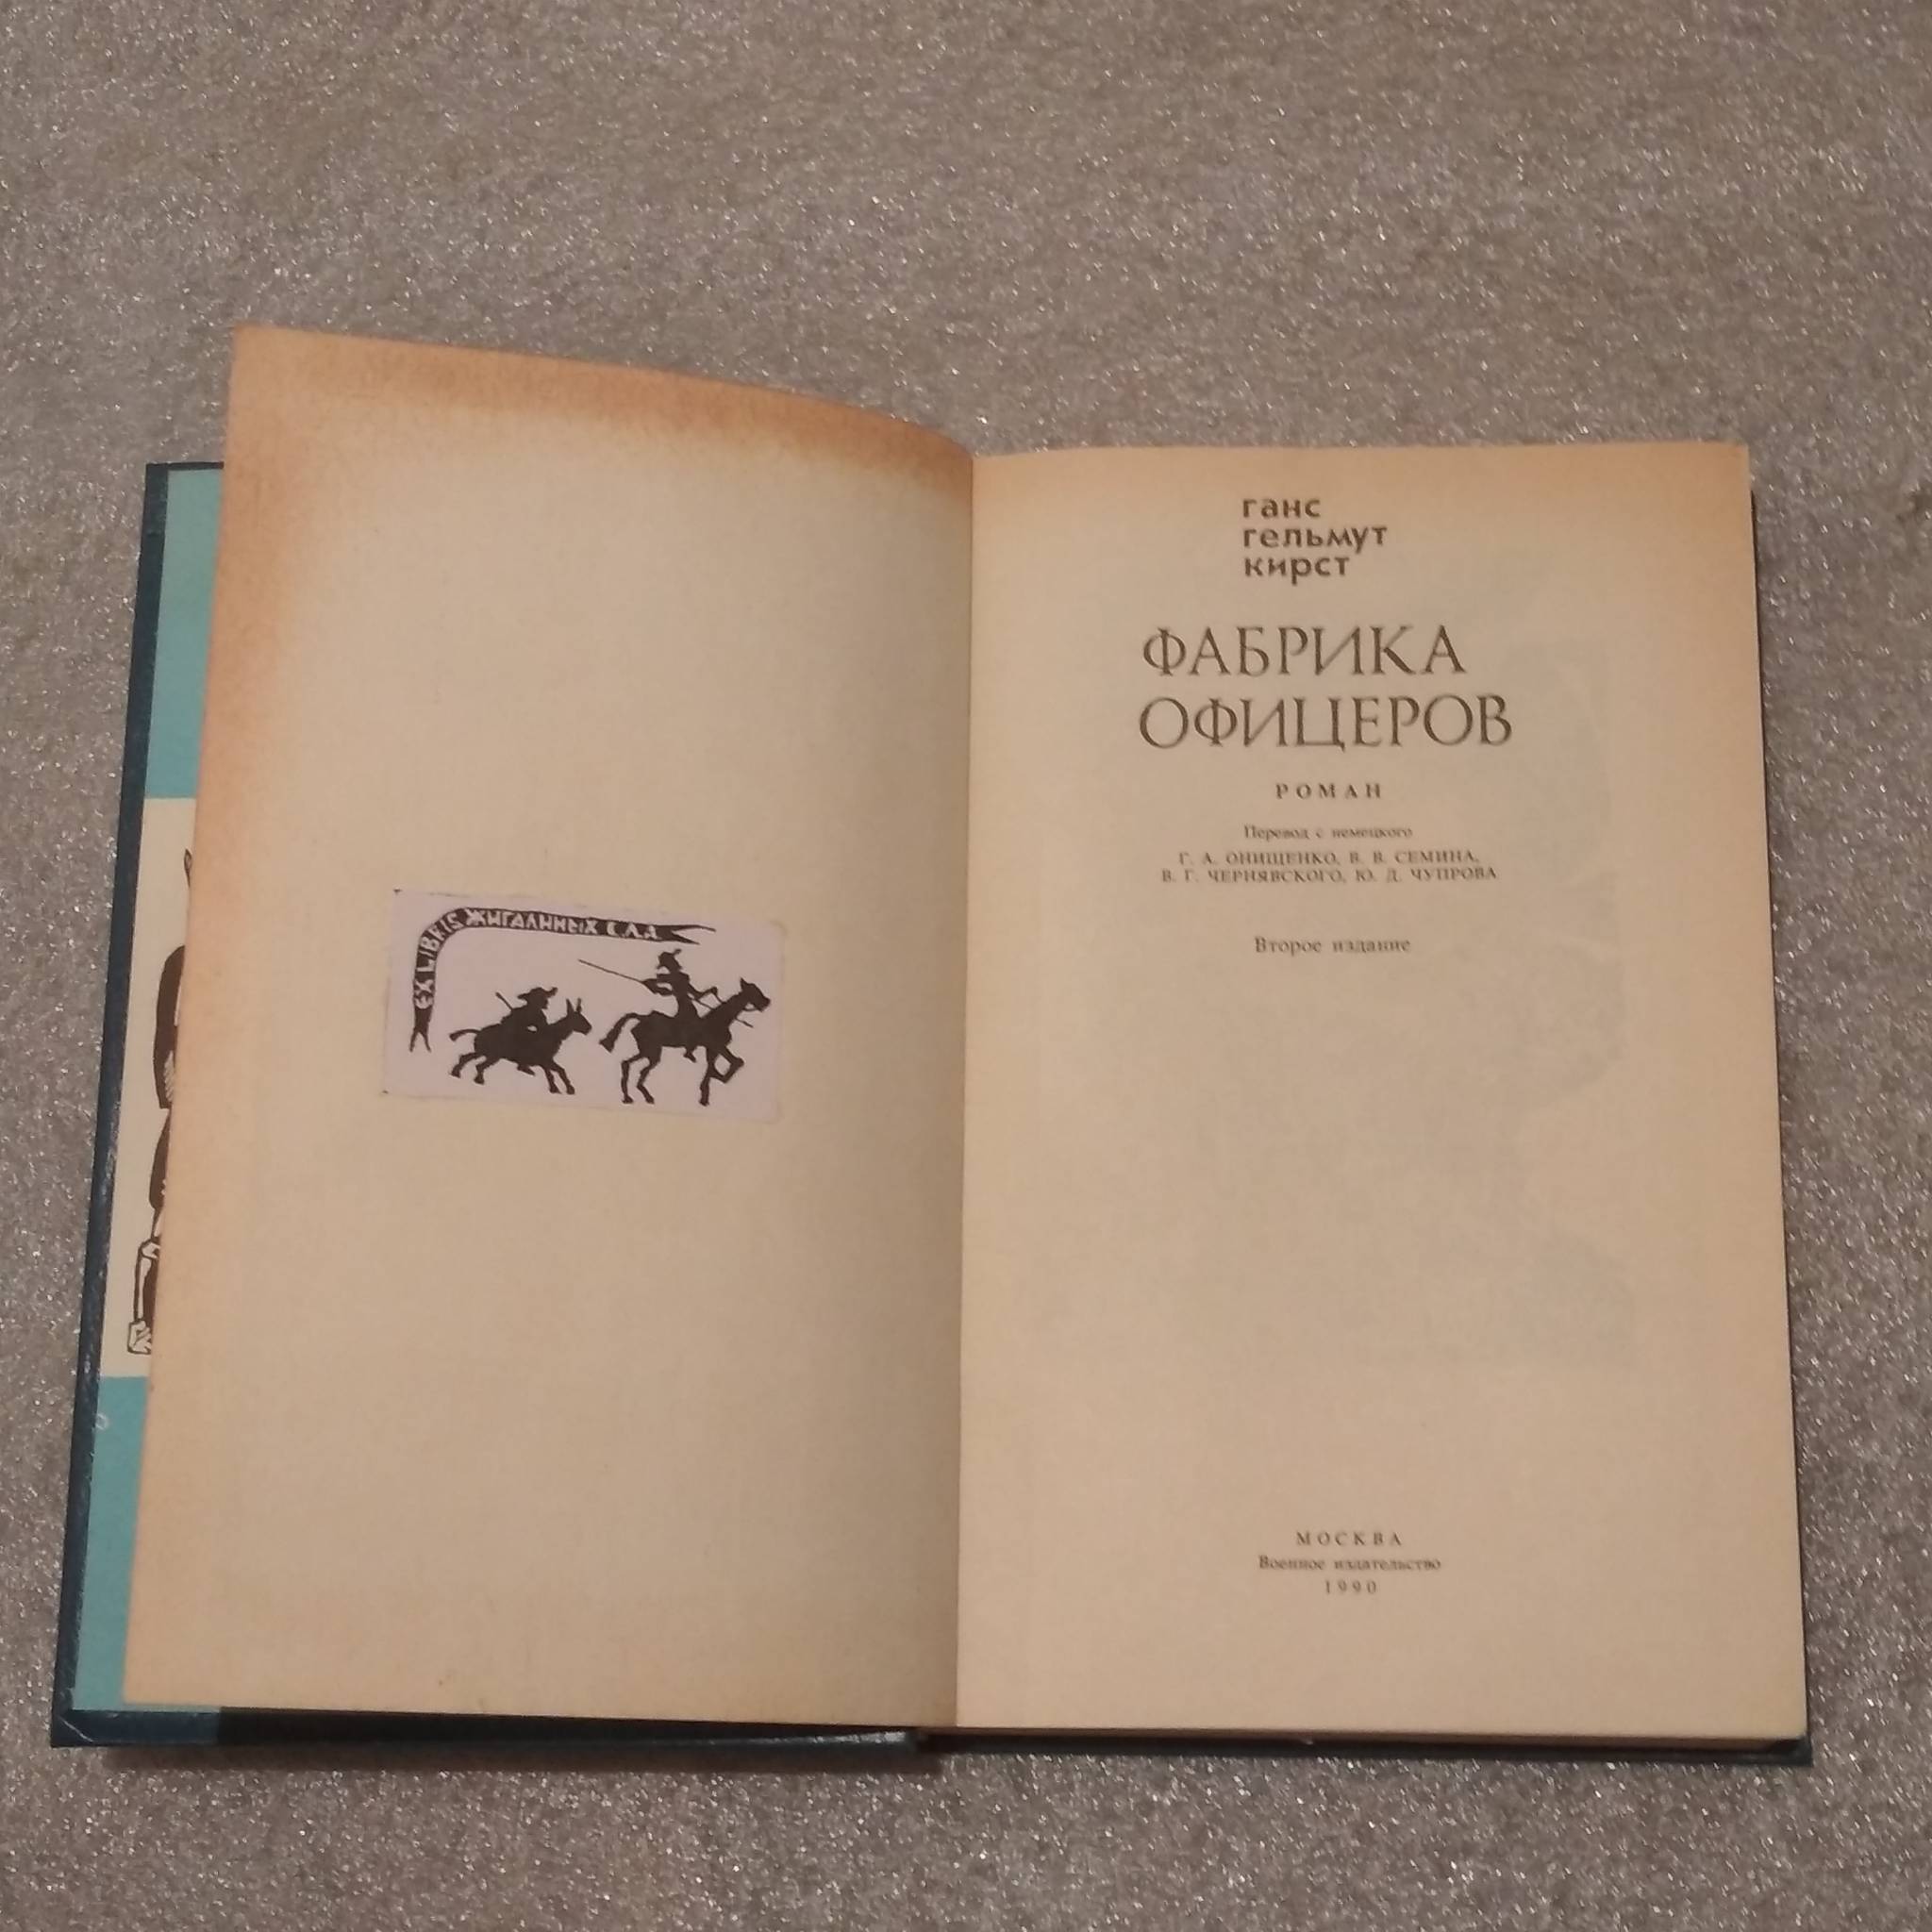 EX LIBRIS ЖИГАЛИНЫХ С.Л.Д.
ганс
гельмут
кирст
ФАБРИКА
ОФИЦЕРОВ
РОМАН
Перевод с немецкого
Г. А. ОНИЩЕНКО, В. В. СЕМИНА,
В. Г. ЧЕРНЯВСКОГО, Ю. Д. ЧУПРОВА
Второе издание
МОСКВА
Военное издательство
1990